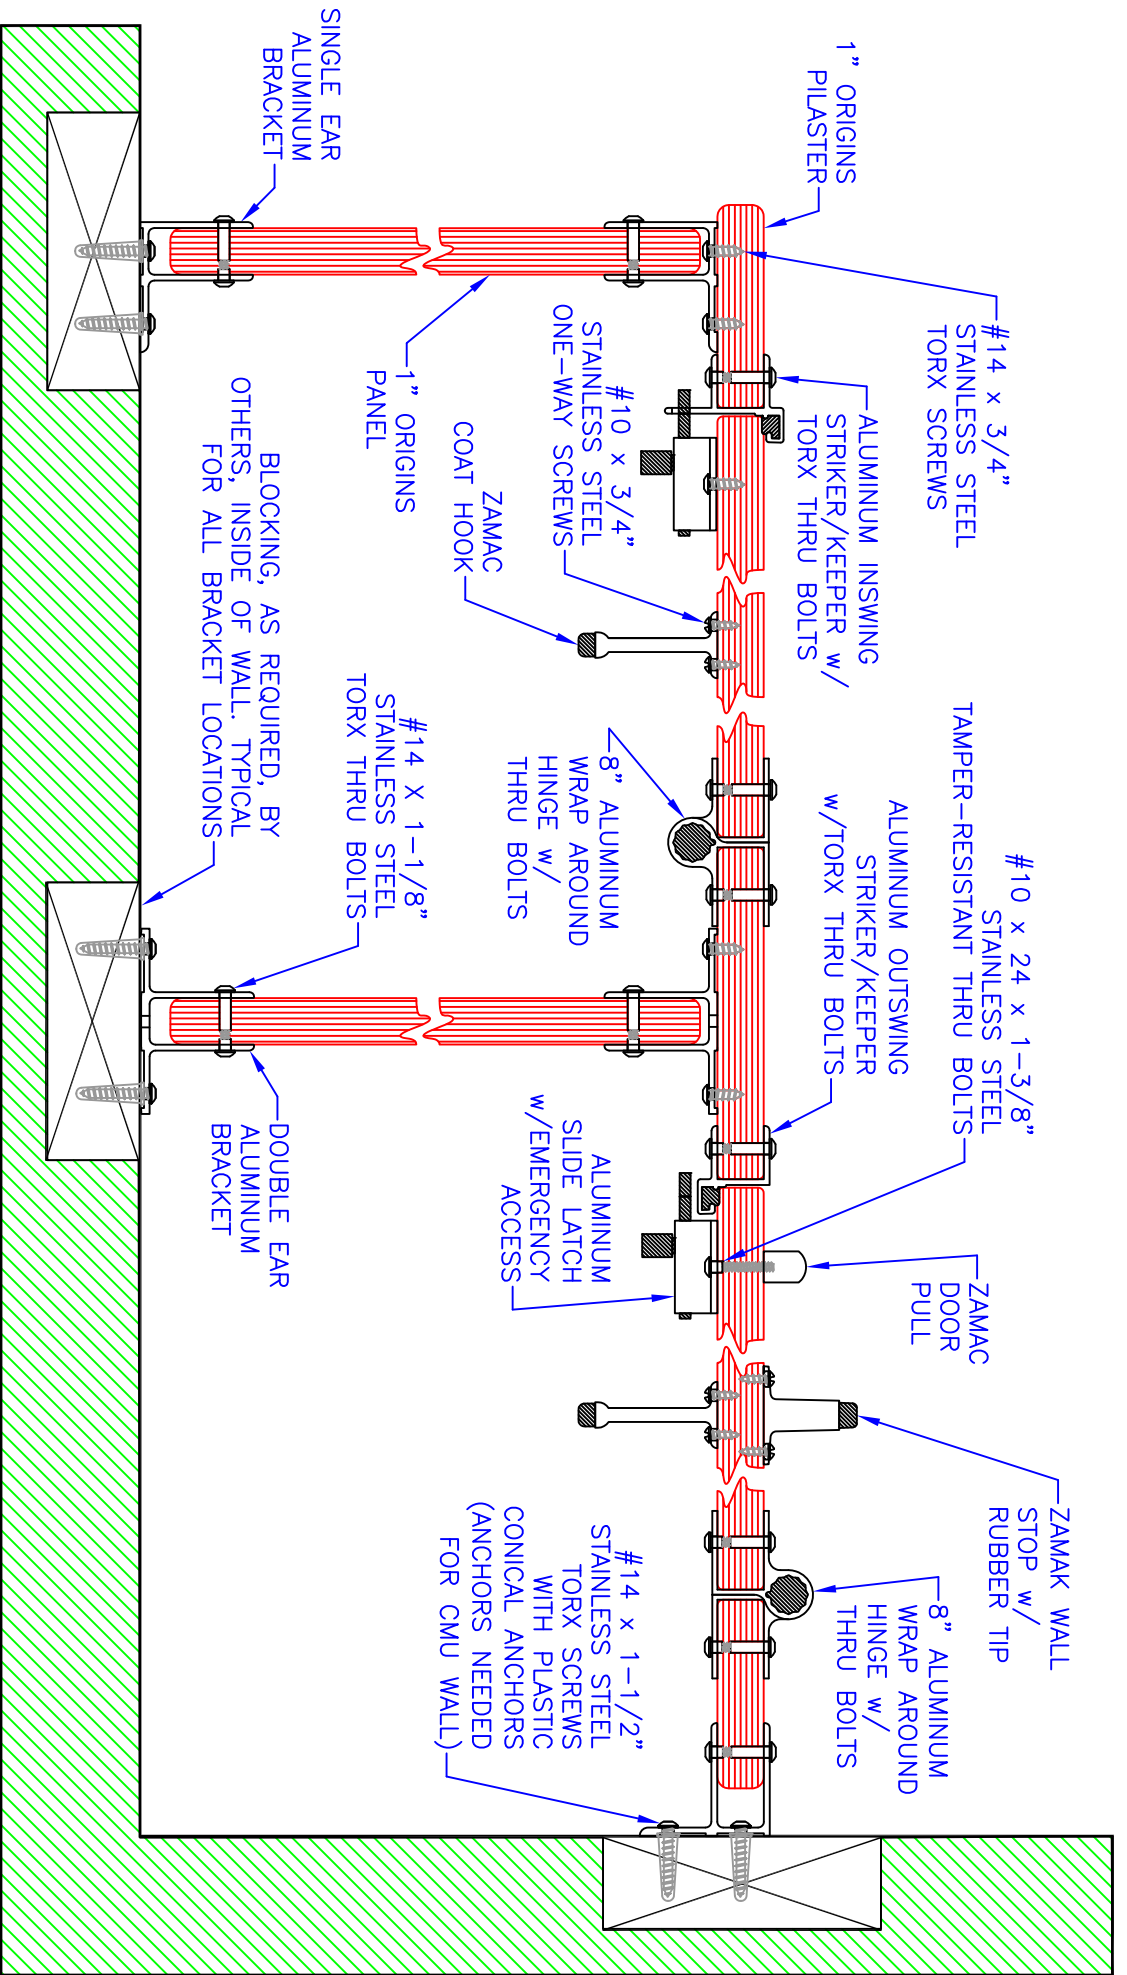 1” ORIGINS
PILASTER
#14 x 3/4”
STAINLESS STEEL
TORX SCREWS
ALUMINUM INSWING
STRIKER/KEEPER w/
TORX THRU BOLTS
#10 x 24 x 1-3/8”
STAINLESS STEEL
TAMPER-RESISTANT THRU BOLTS
ALUMINUM OUTSWING
STRIKER/KEEPER
w/TORX THRU BOLTS
ZAMAC
DOOR
PULL
ZAMAK WALL
STOP w/
RUBBER TIP
8” ALUMINUM
WRAP AROUND
HINGE w/
THRU BOLTS
SINGLE EAR
ALUMINUM
BRACKET
1” ORIGINS
PANEL
#10 x 3/4”
STAINLESS STEEL
ONE-WAY SCREWS
ZAMAC
COAT HOOK
8” ALUMINUM
WRAP AROUND
HINGE w/
THRU BOLTS
#14 X 1-1/8”
STAINLESS STEEL
TORX THRU BOLTS
BLOCKING, AS REQUIRED, BY
OTHERS, INSIDE OF WALL. TYPICAL
FOR ALL BRACKET LOCATIONS
DOUBLE EAR
ALUMINUM
BRACKET
ALUMINUM
SLIDE LATCH
w/EMERGENCY
ACCESS
#14 x 1-1/2”
STAINLESS STEEL
TORX SCREWS
WITH PLASTIC
CONICAL ANCHORS
(ANCHORS NEEDED
FOR CMU WALL)